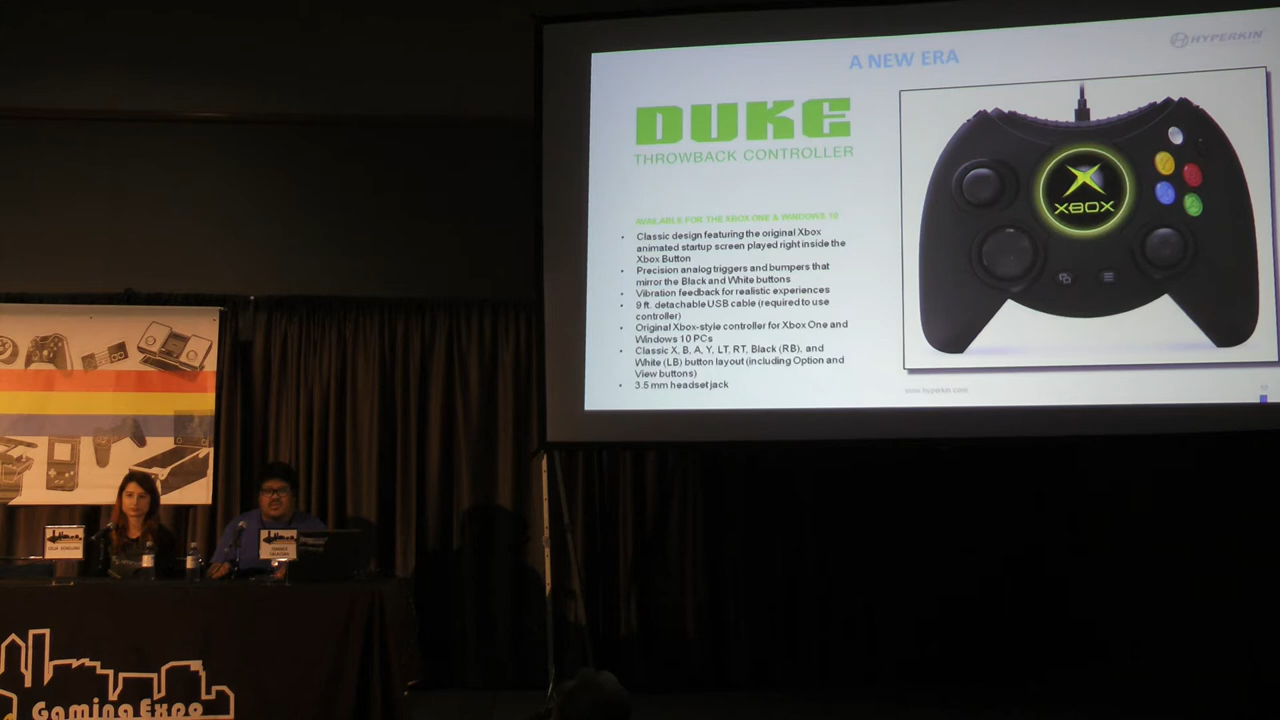 A NEW ERA
HYPERKIN
DUKE
THROWBACK CONTROLLER
AVAILABLE FOR THE XBOX ONE & WINDOWS 10
• Classic design featuring the original Xbox
animated startup screen played right inside the
Xbox Button
• Precision analog triggers and bumpers that
mirror the Black and White buttons
• Vibration feedback for realistic experiences
• 9 ft. detachable USB cable (required to use
controller)
• Original Xbox-style controller for Xbox One and
Windows 10 PCs
• Classic X, B, A, Y, LT, RT, Black (RB), and
White (LB) button layout (including Option and
View buttons)
• 3.5 mm headset jack
XBOX
www.hyperkin.com
Gaming Expo